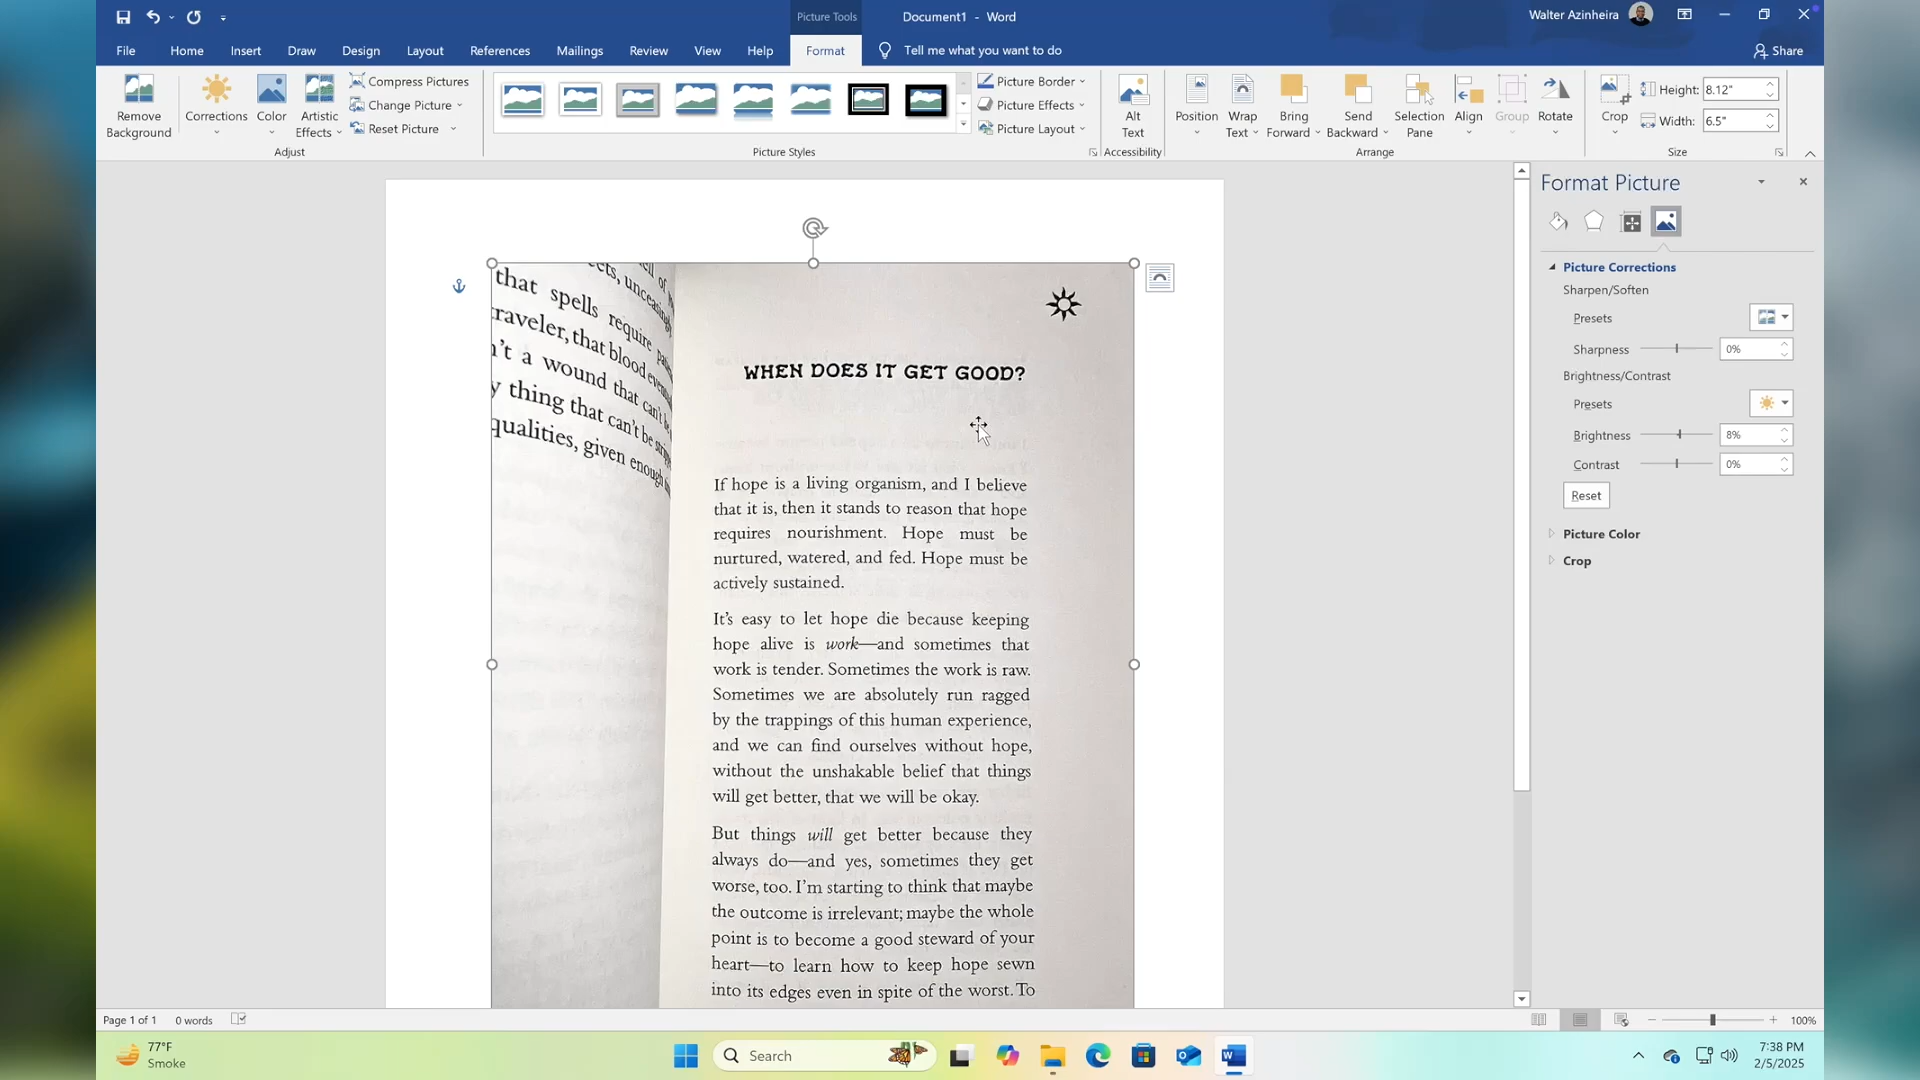 Picture Tools
Document1 - Word
Walter Azinheira
File
Home
Insert
Draw
Design
Layout
References
Mailings
Review
View
Help
Format
Tell me what you want to do
Share
Remove
Background
Corrections
Color
Artistic
Effects
Compress Pictures
Change Picture
Reset Picture
Adjust
Picture Styles
Picture Border
Picture Effects
Picture Layout
Alt
Text
Accessibility
Position
Wrap
Text
Bring
Forward
Send
Backward
Selection
Pane
Align
Group
Rotate
Arrange
Crop
Height: 8.12"
Width: 6.5"
Size
that spells require
traveler, that blood
a wound that can't be
thing that can't be
qualities, given enough
WHEN DOES IT GET GOOD?
If hope is a living organism, and I believe
that it is, then it stands to reason that hope
requires nourishment. Hope must be
nurtured, watered, and fed. Hope must be
actively sustained.
It's easy to let hope die because keeping
hope alive is work—and sometimes that
work is tender. Sometimes the work is raw.
Sometimes we are absolutely run ragged
by the trappings of this human experience,
and we can find ourselves without hope,
without the unshakable belief that things
will get better, that we will be okay.
But things will get better because they
always do—and yes, sometimes they get
worse, too. I'm starting to think that maybe
the outcome is irrelevant; maybe the whole
point is to become a good steward of your
heart—to learn how to keep hope sewn
into its edges even in spite of the worst. To
Format Picture
Picture Corrections
Sharpen/Soften
Presets
Sharpness 0%
Brightness/Contrast
Presets
Brightness 8%
Contrast 0%
Reset
Picture Color
Crop
Page 1 of 1
0 words
100%
77°F
Smoke
Search
7:38 PM
2/5/2025